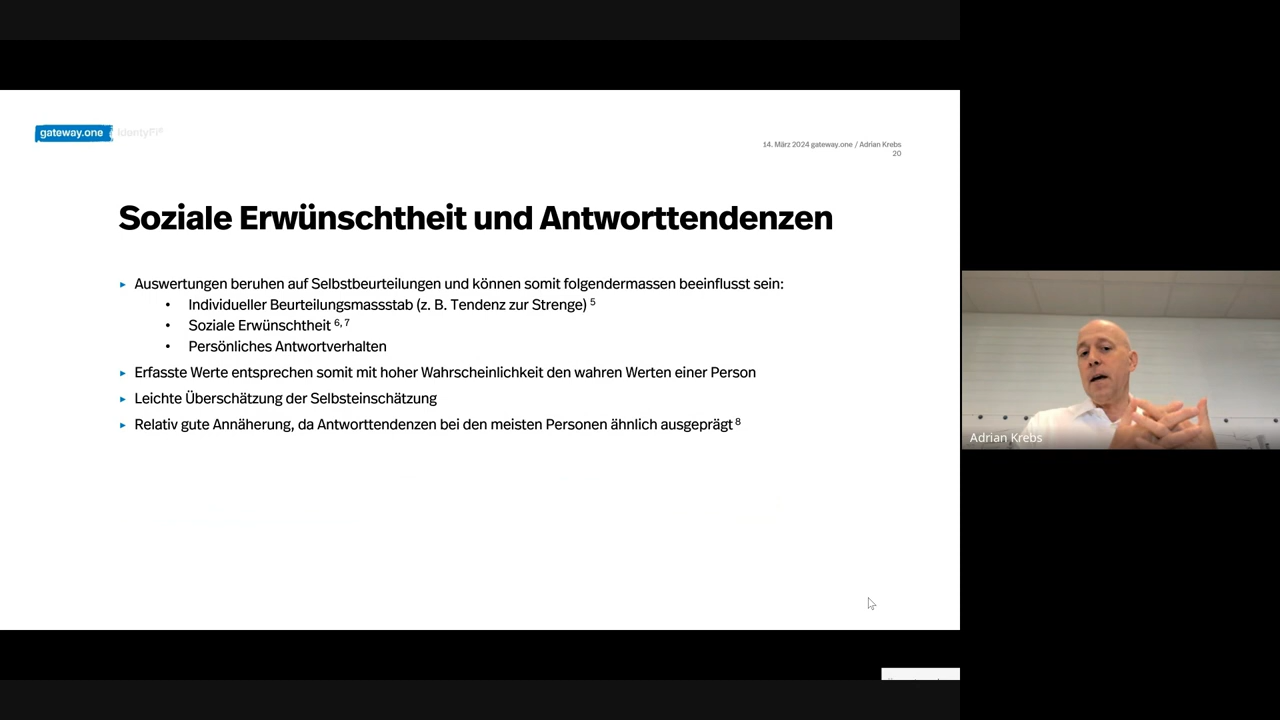 gateway.one IdentyFi®
14. März 2024 gateway.one / Adrian Krebs
20
Soziale Erwünschtheit und Antworttendenzen
▸ Auswertungen beruhen auf Selbstbeurteilungen und können somit folgendermassen beeinflusst sein:
• Individueller Beurteilungsmassstab (z. B. Tendenz zur Strenge) 5
• Soziale Erwünschtheit 6, 7
• Persönliches Antwortverhalten
▸ Erfasste Werte entsprechen somit mit hoher Wahrscheinlichkeit den wahren Werten einer Person
▸ Leichte Überschätzung der Selbsteinschätzung
▸ Relativ gute Annäherung, da Antworttendenzen bei den meisten Personen ähnlich ausgeprägt 8
Adrian Krebs